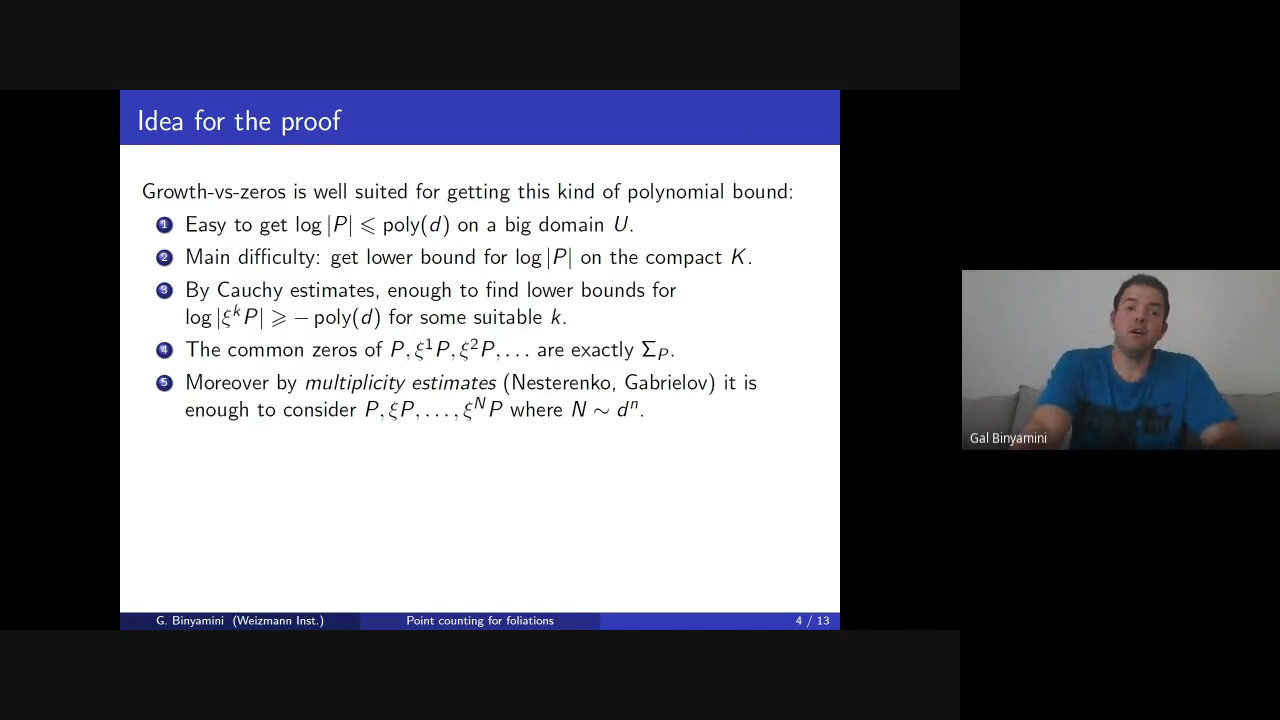 Idea for the proof
Growth-vs-zeros is well suited for getting this kind of polynomial bound:
1 Easy to get log |P| ⩽ poly(d) on a big domain U.
2 Main difficulty: get lower bound for log |P| on the compact K.
3 By Cauchy estimates, enough to find lower bounds for
log |ξ^k P| ⩾ − poly(d) for some suitable k.
4 The common zeros of P, ξ^1 P, ξ^2 P, . . . are exactly Σ_P.
5 Moreover by multiplicity estimates (Nesterenko, Gabrielov) it is
enough to consider P, ξP, . . . , ξ^N P where N ∼ d^n.
G. Binyamini (Weizmann Inst.) Point counting for foliations 4 / 13
Gal Binyamini